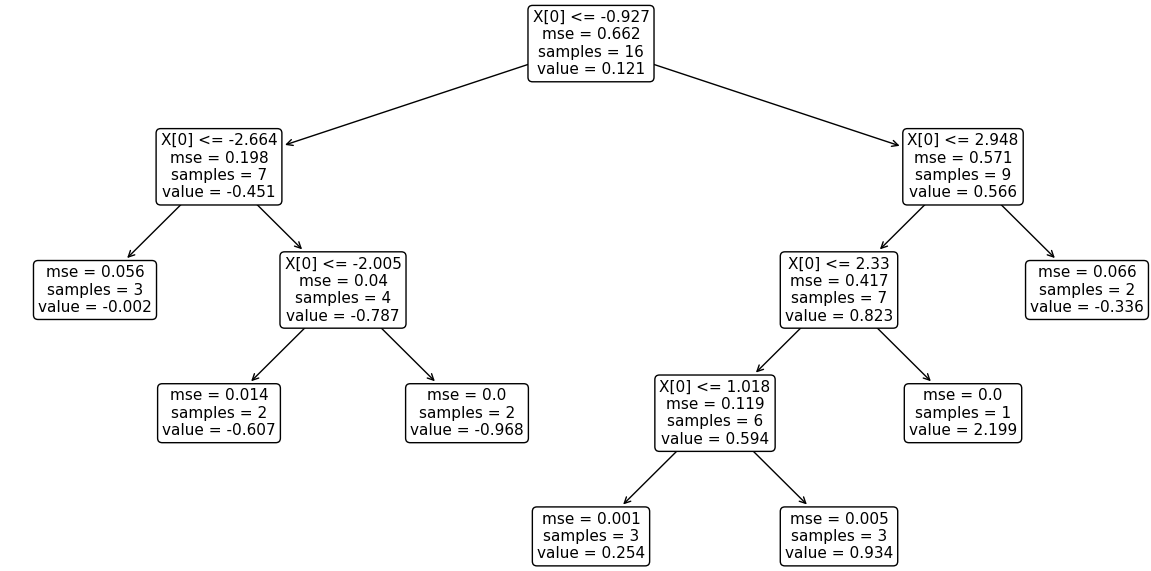 X[0] <= -0.927
mse = 0.662
samples = 16
value = 0.121
X[0] <= -2.664
mse = 0.198
samples = 7
value = -0.451
X[0] <= 2.948
mse = 0.571
samples = 9
value = 0.566
mse = 0.056
samples = 3
value = -0.002
X[0] <= -2.005
mse = 0.04
samples = 4
value = -0.787
X[0] <= 2.33
mse = 0.417
samples = 7
value = 0.823
mse = 0.066
samples = 2
value = -0.336
mse = 0.014
samples = 2
value = -0.607
mse = 0.0
samples = 2
value = -0.968
X[0] <= 1.018
mse = 0.119
samples = 6
value = 0.594
mse = 0.0
samples = 1
value = 2.199
mse = 0.001
samples = 3
value = 0.254
mse = 0.005
samples = 3
value = 0.934